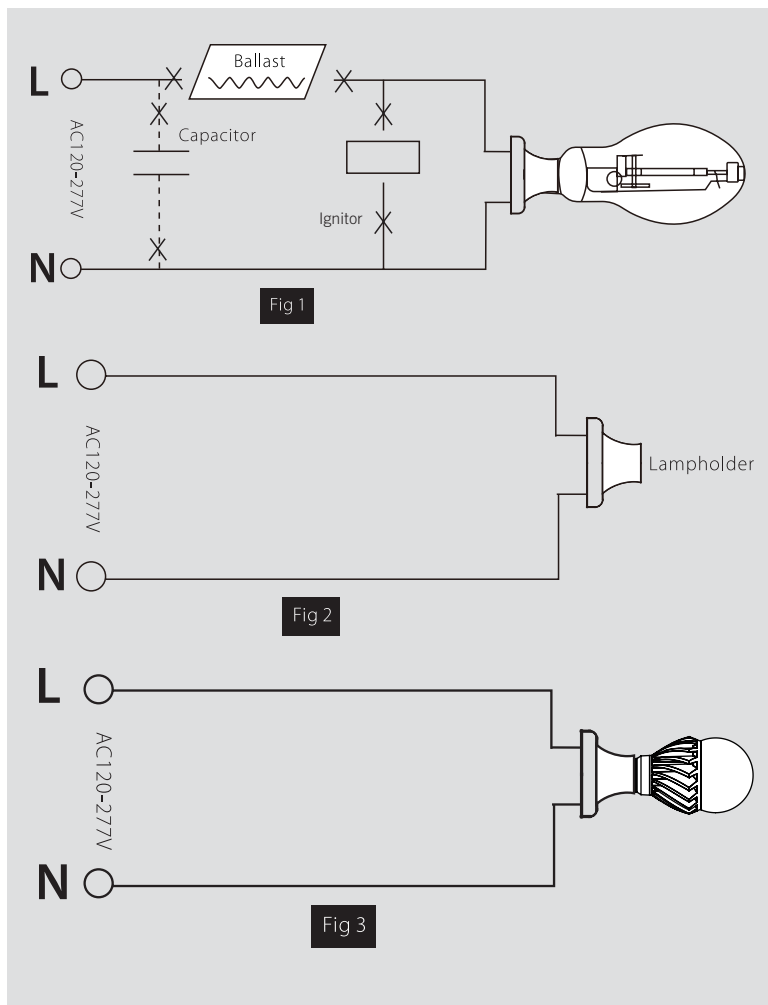 L
Ballast
Capacitor
AC120-277V
Ignitor
N
Fig 1
L
AC120-277V
Lampholder
N
Fig 2
L
AC120-277V
N
Fig 3